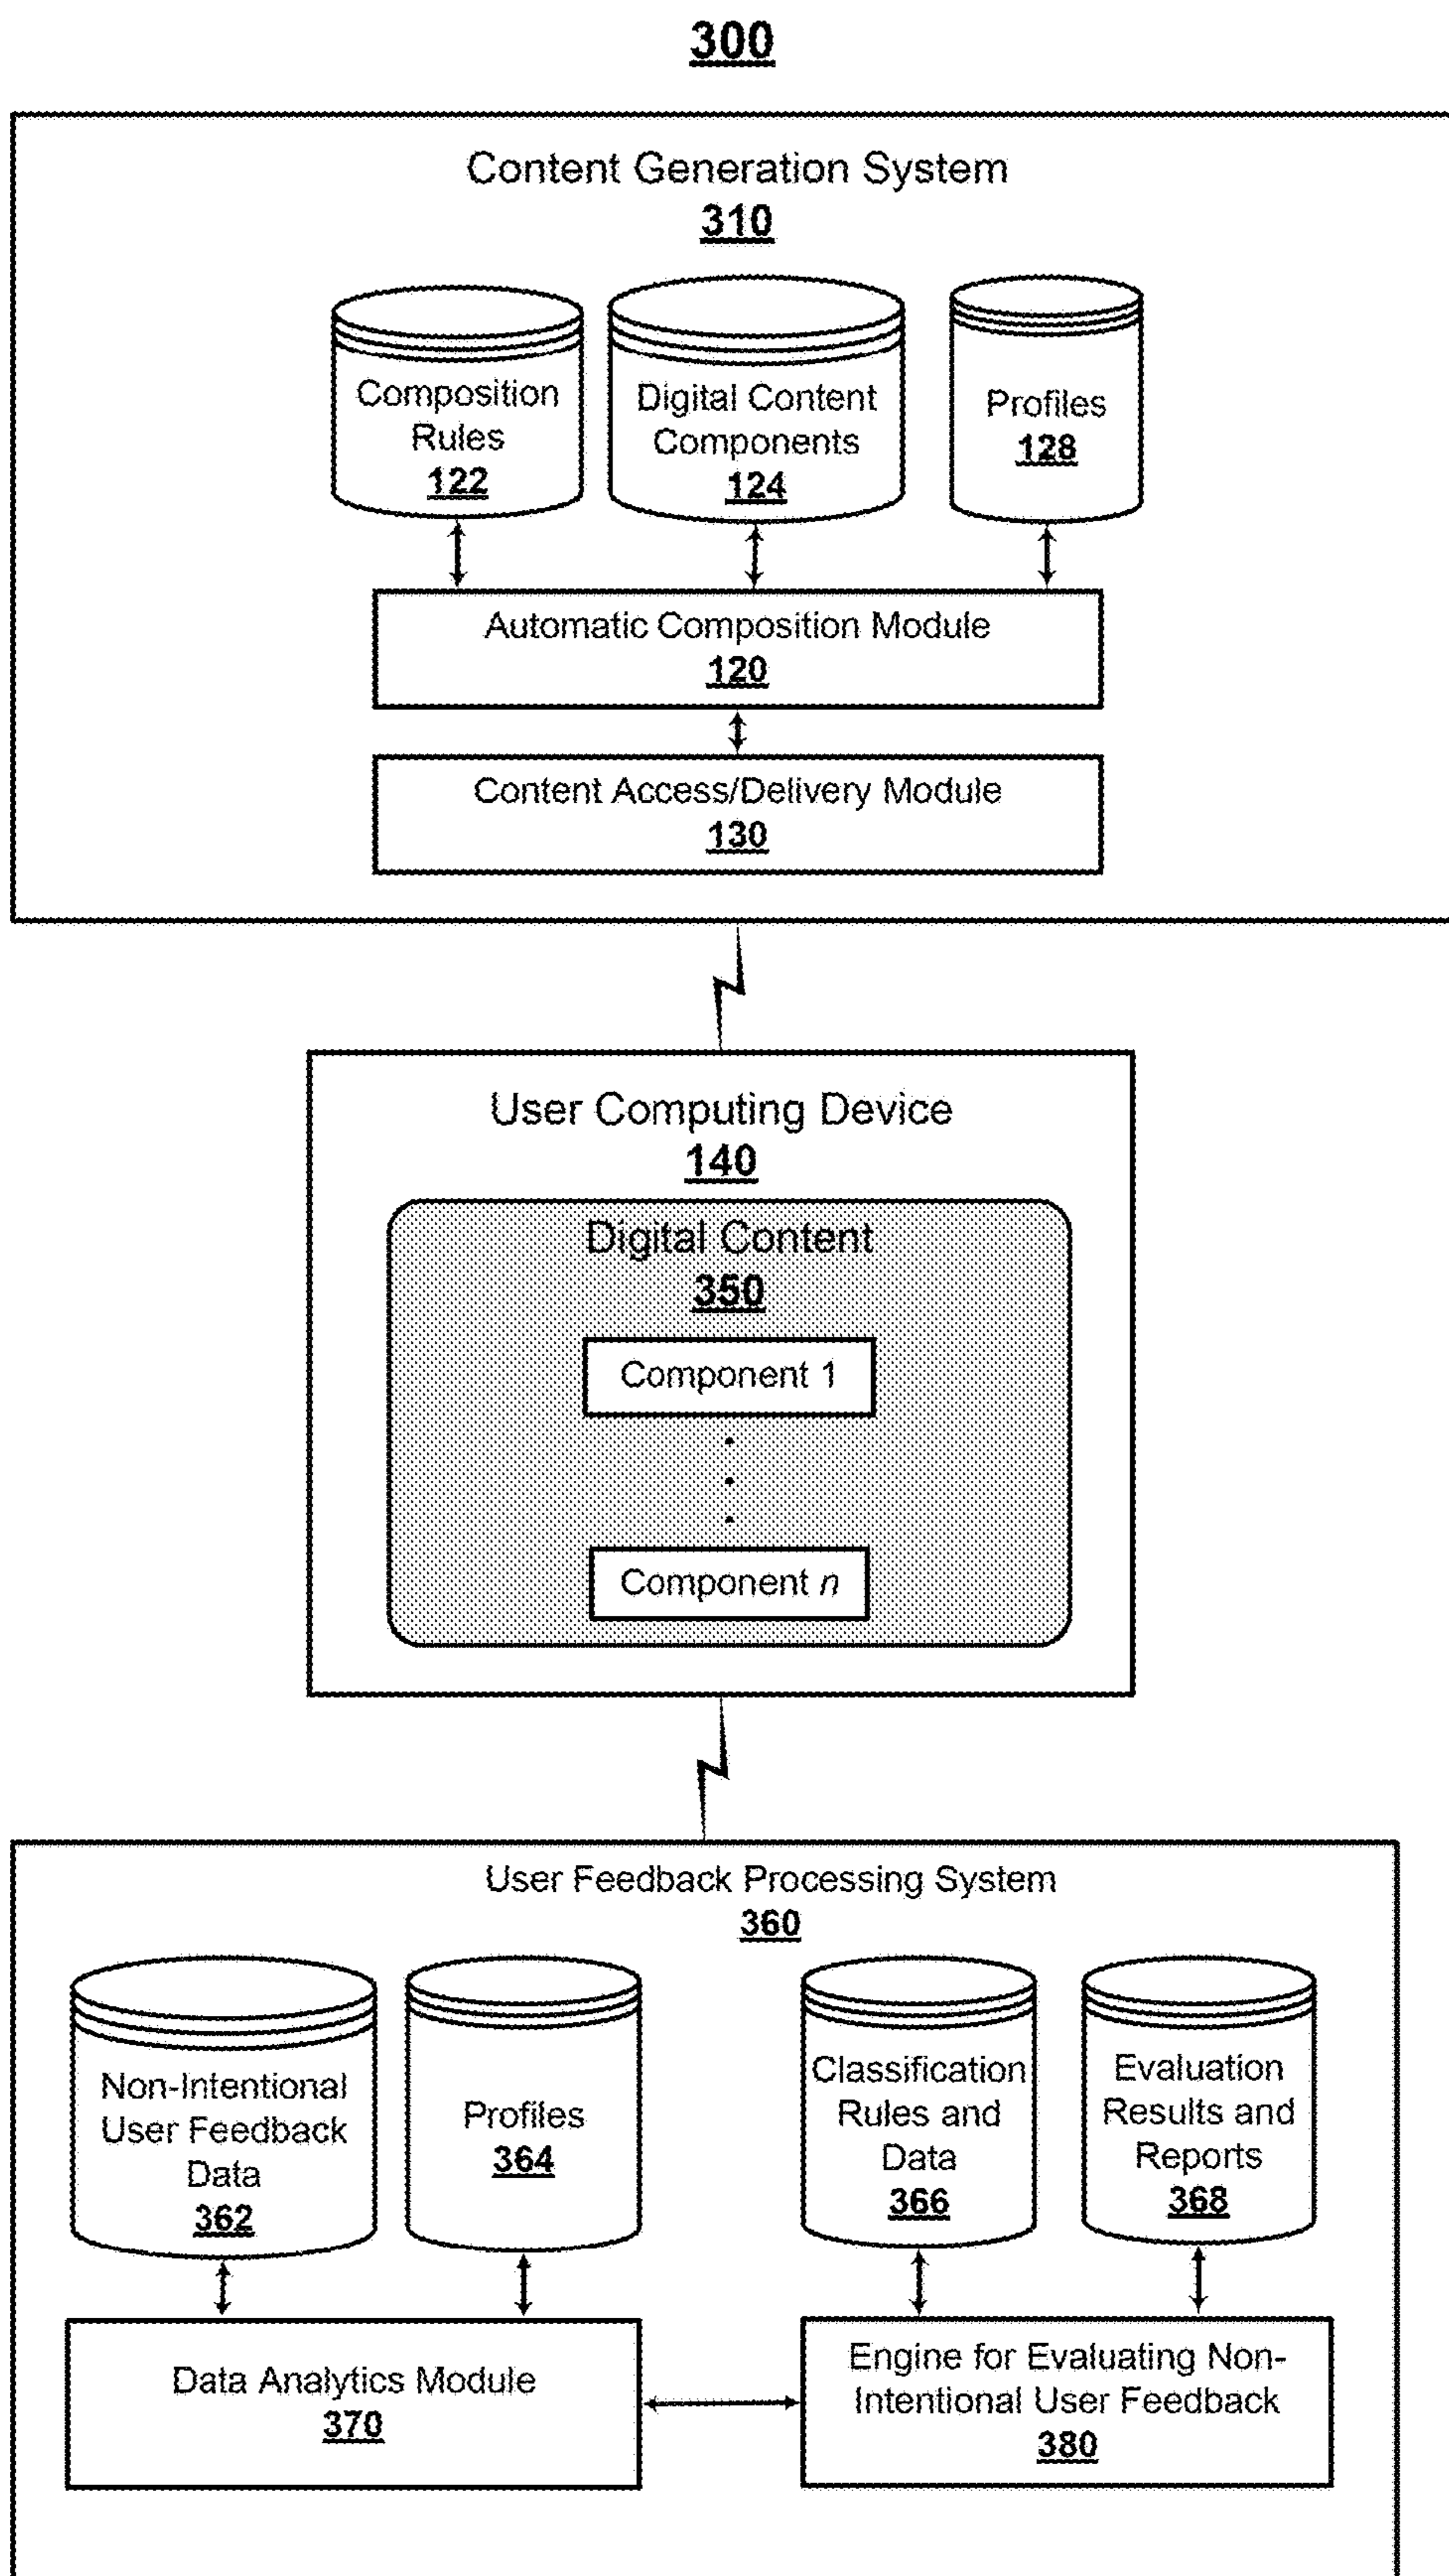 300
Content Generation System
310
Composition
Rules
122
Digital Content
Components
124
Profiles
128
Automatic Composition Module
120
Content Access/Delivery Module
130
User Computing Device
140
Digital Content
350
Component 1
Component n
User Feedback Processing System
360
Non-Intentional
User Feedback
Data
362
Profiles
364
Classification
Rules and
Data
366
Evaluation
Results and
Reports
368
Data Analytics Module
370
Engine for Evaluating Non-
Intentional User Feedback
380